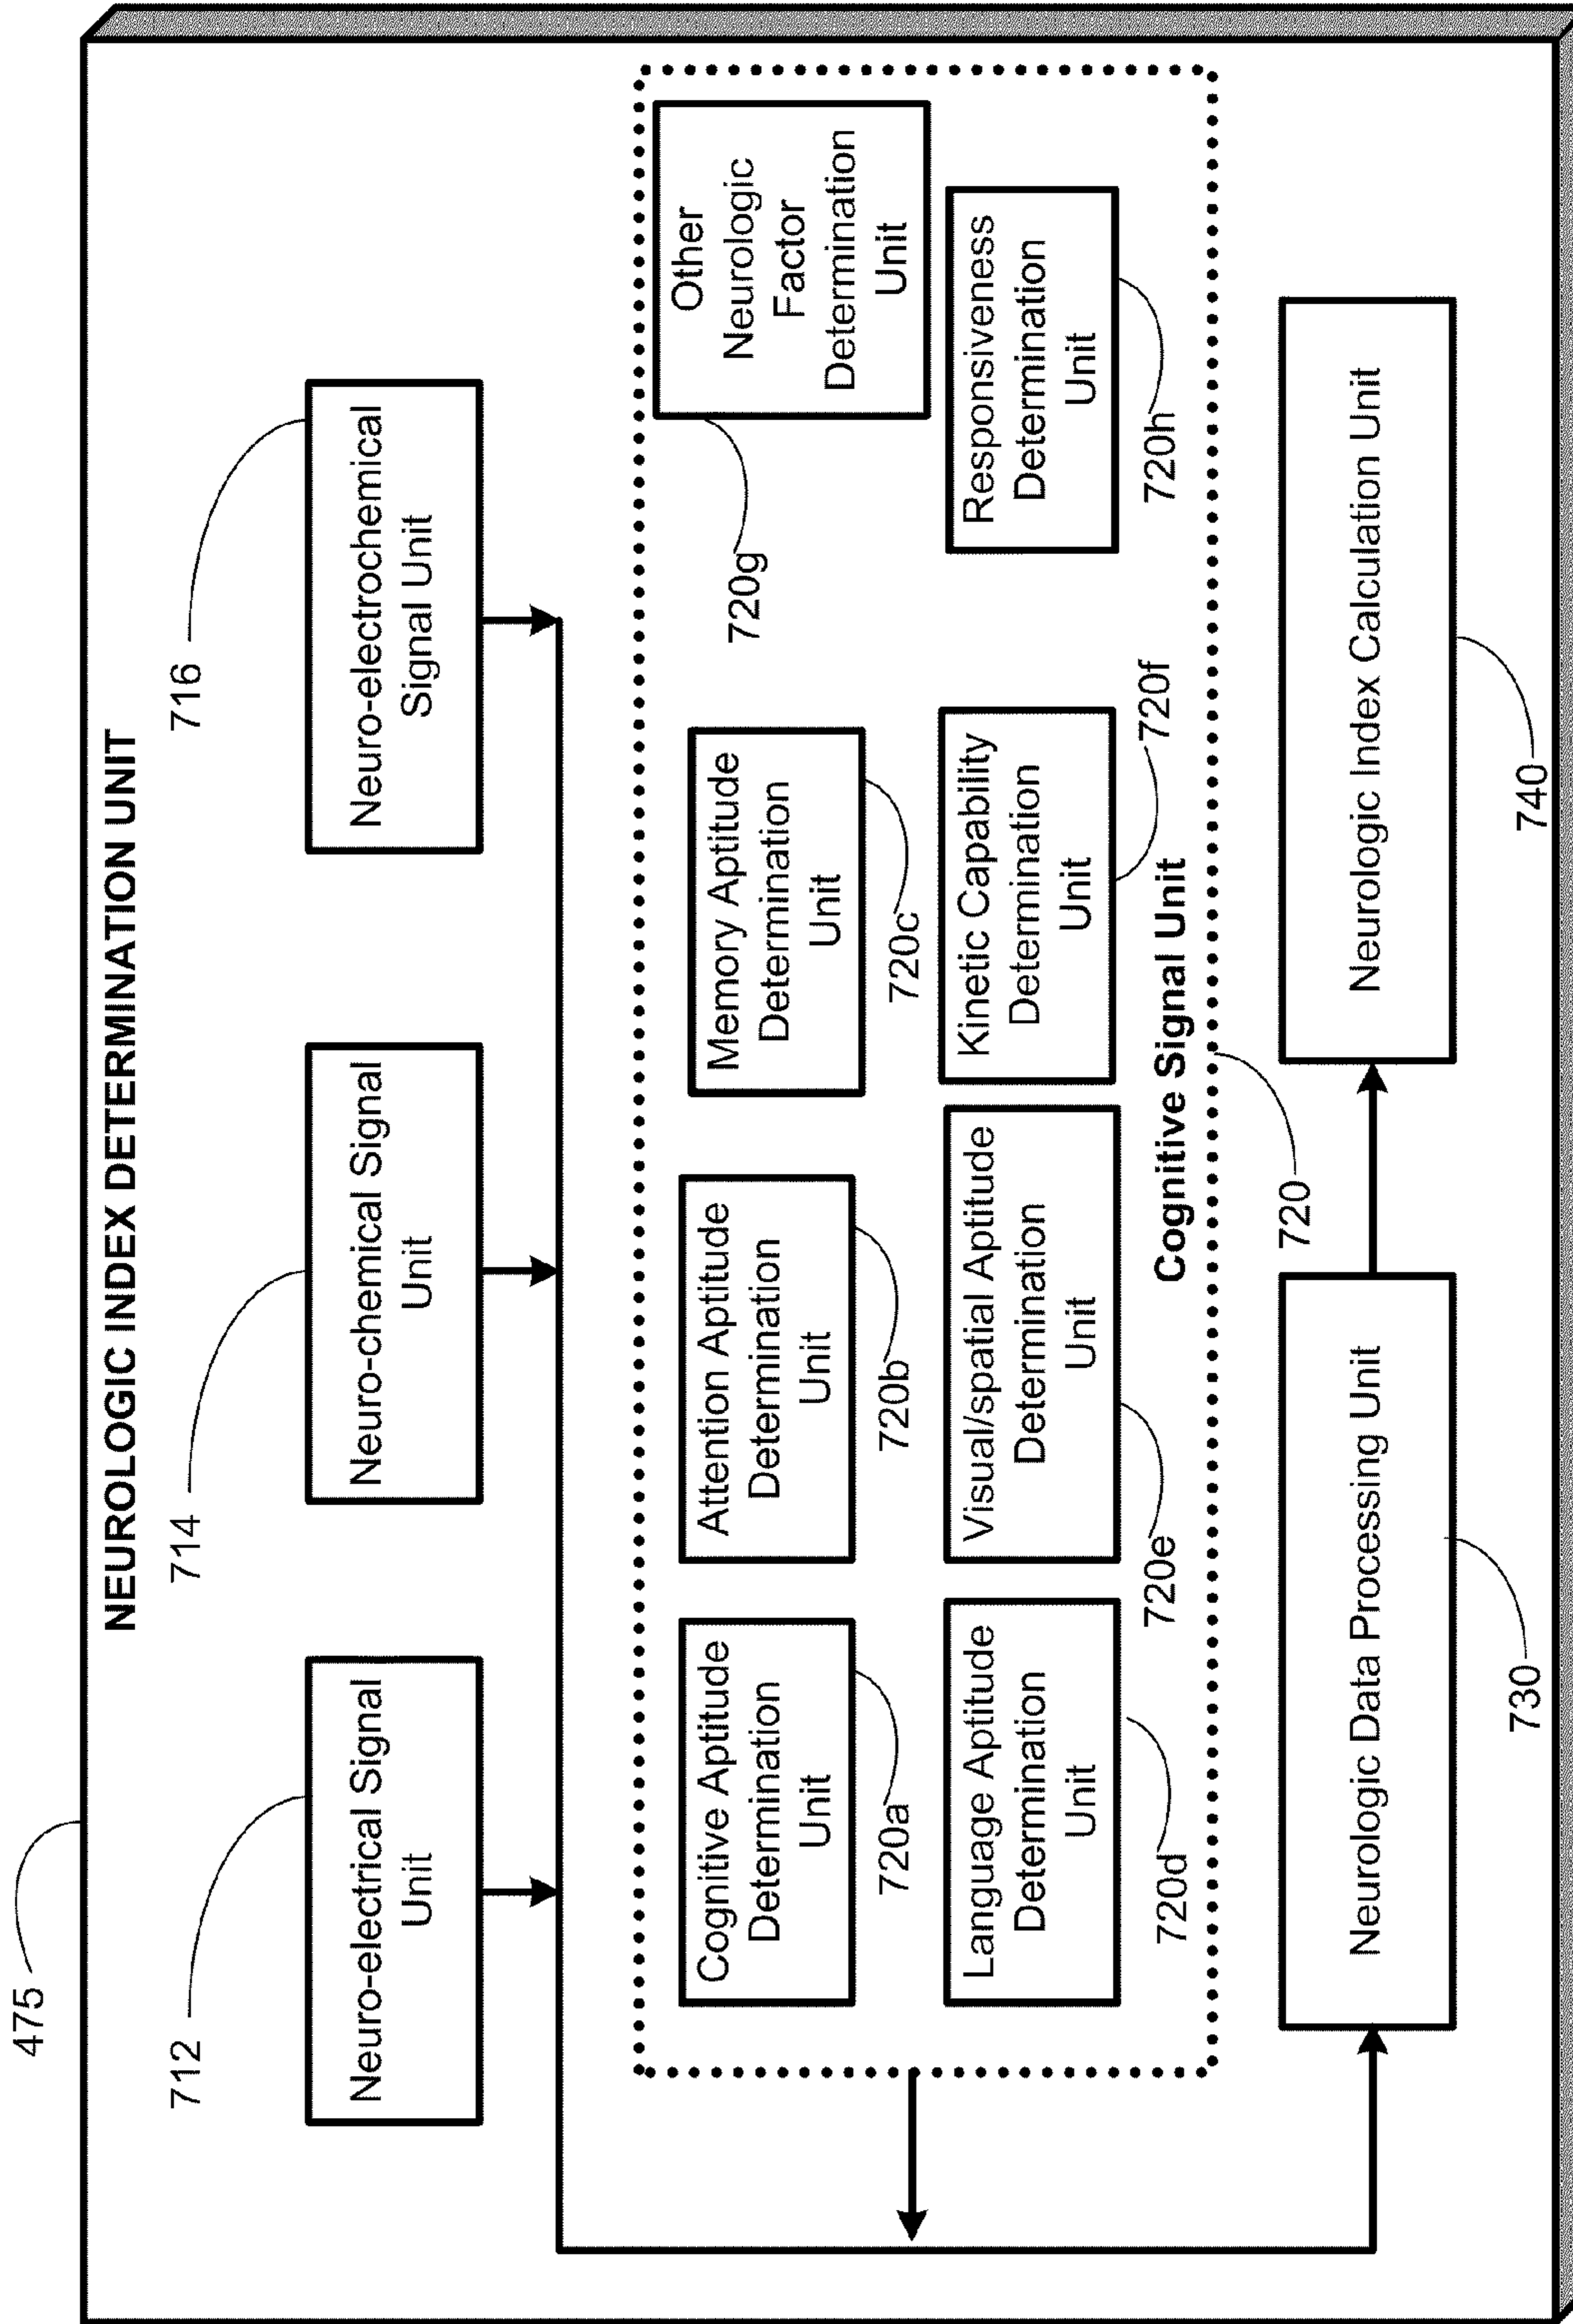 475
NEUROLOGIC INDEX DETERMINATION UNIT
712
714
716
Neuro-electrical Signal
Unit
Neuro-chemical Signal
Unit
Neuro-electrochemical
Signal Unit
Cognitive Aptitude
Determination
Unit
720a
Attention Aptitude
Determination
Unit
720b
Memory Aptitude
Determination
Unit
720c
Other
Neurologic
Factor
Determination
Unit
720g
Language Aptitude
Determination
Unit
720d
Visual/spatial Aptitude
Determination
Unit
720e
Kinetic Capability
Determination
Unit
720f
Responsiveness
Determination
Unit
720h
Cognitive Signal Unit
720
Neurologic Data Processing Unit
730
Neurologic Index Calculation Unit
740